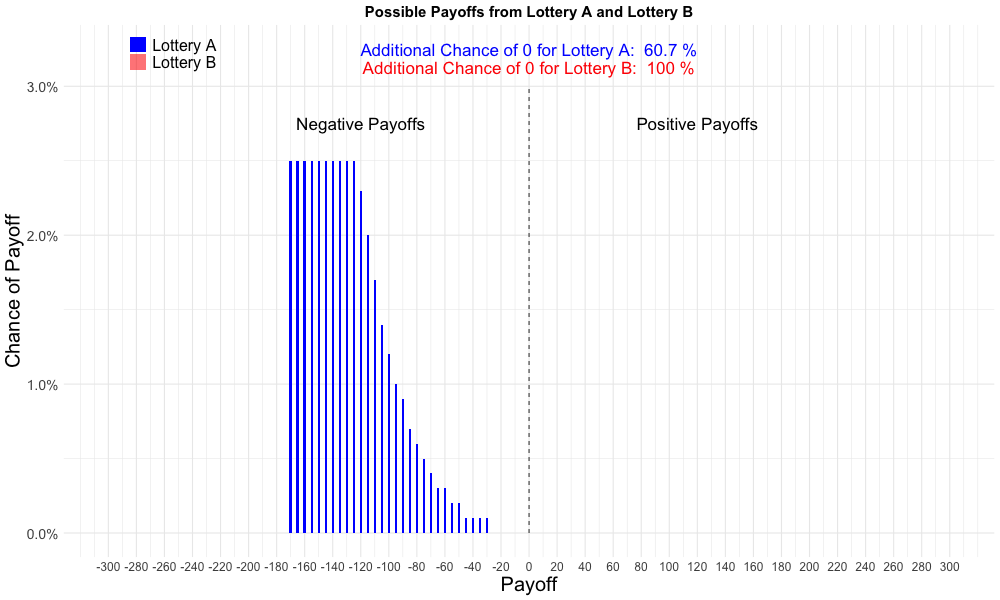 Possible Payoffs from Lottery A and Lottery B
Lottery A
Lottery B
Additional Chance of 0 for Lottery A:  60.7 %
Additional Chance of 0 for Lottery B:  100 %
Negative Payoffs
Positive Payoffs
Chance of Payoff
3.0%
2.0%
1.0%
0.0%
-300 -280 -260 -240 -220 -200 -180 -160 -140 -120 -100 -80 -60 -40 -20 0 20 40 60 80 100 120 140 160 180 200 220 240 260 280 300
Payoff